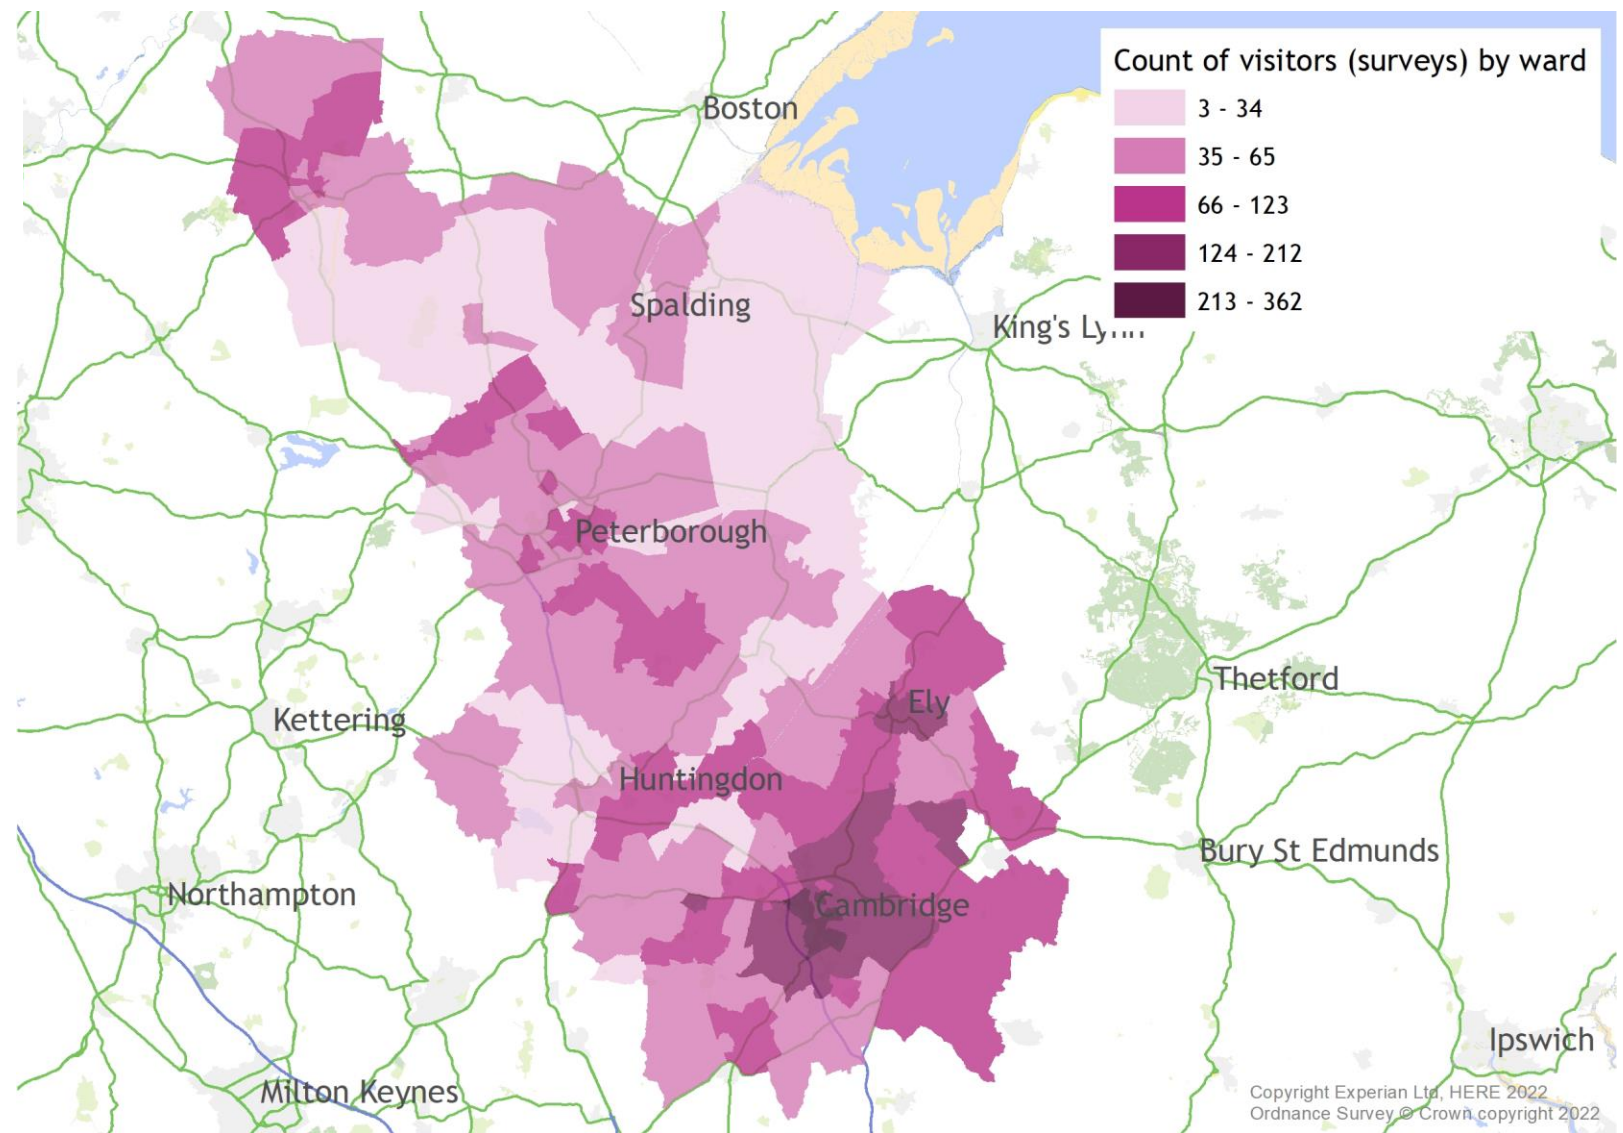 Count of visitors (surveys) by ward
3 - 34
35 - 65
66 - 123
124 - 212
213 - 362
Boston
Spalding
King's Lynn
Peterborough
Ely
Thetford
Kettering
Huntingdon
Bury St Edmunds
Northampton
Cambridge
Ipswich
Milton Keynes
Copyright Experian Ltd, HERE 2022
Ordnance Survey © Crown copyright 2022